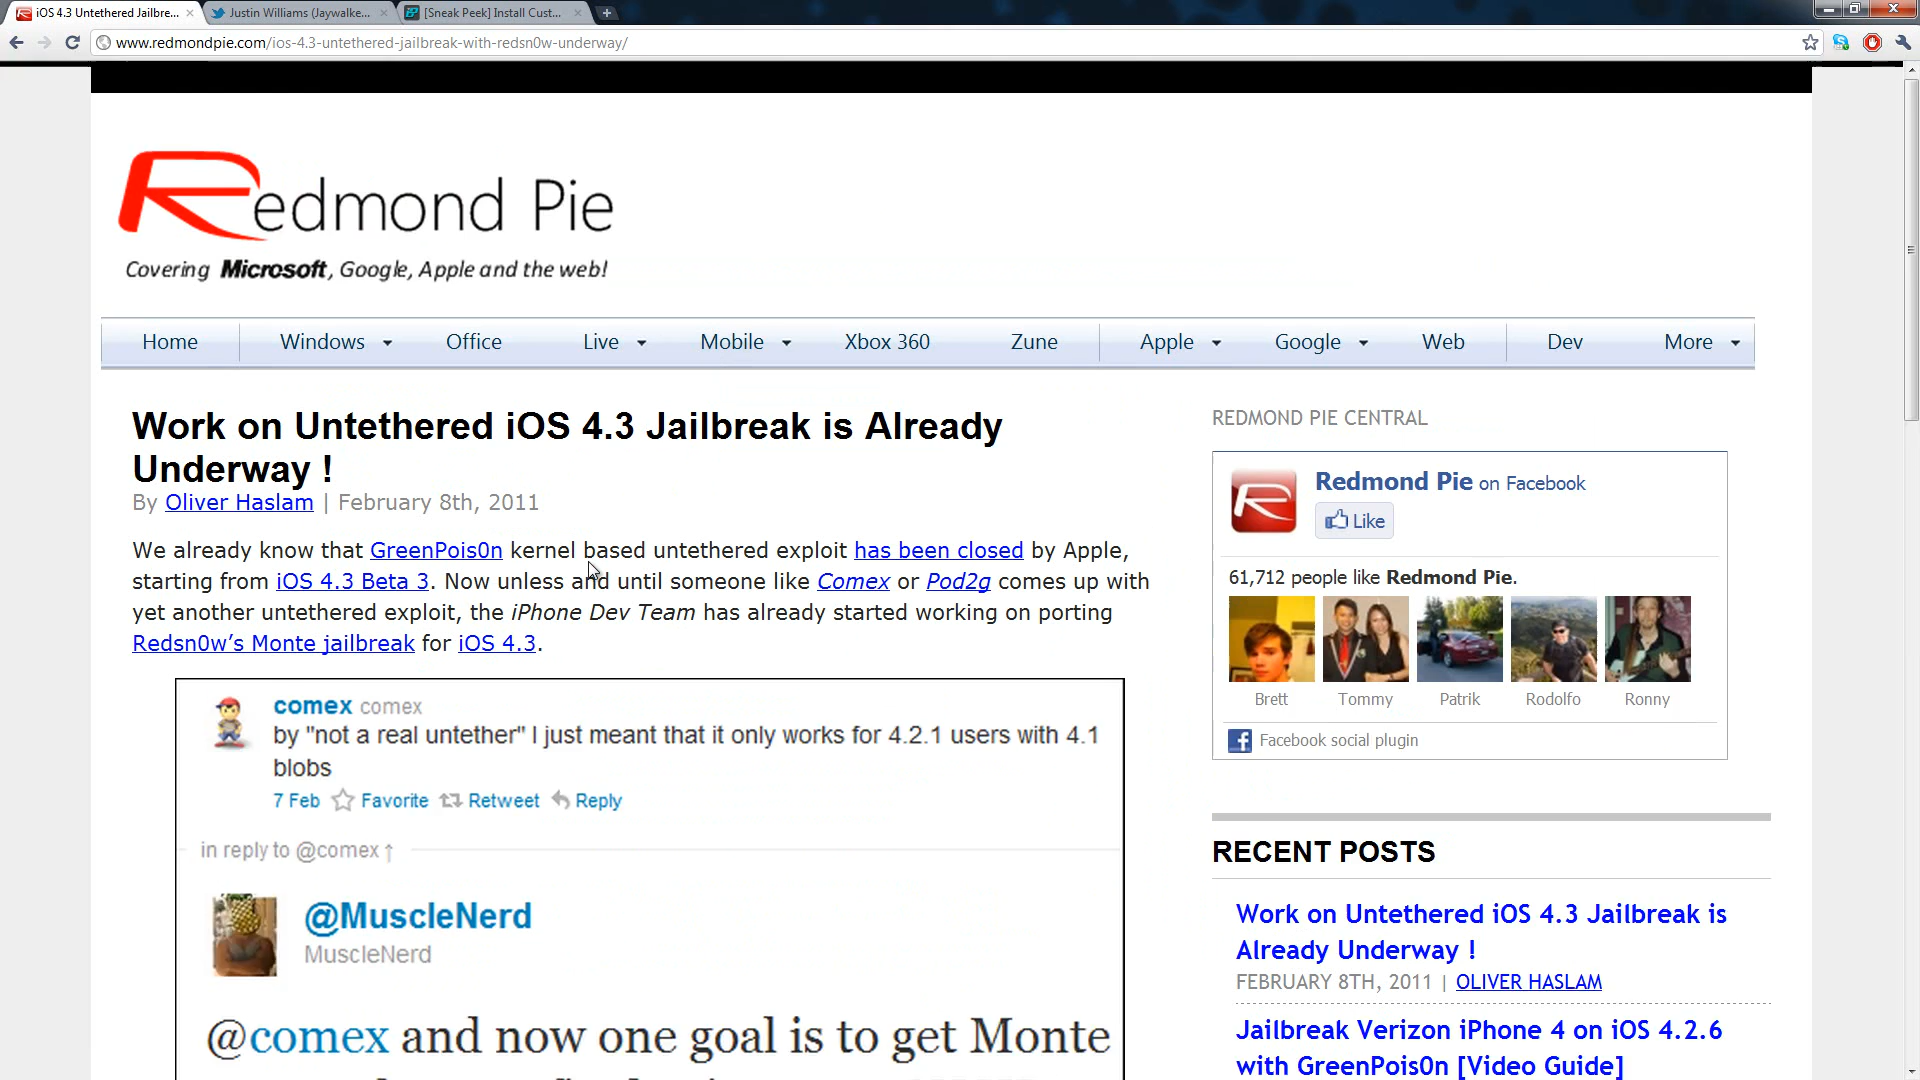 iOS 4.3 Untethered Jailbre...
Justin Williams (Jaywalke...
[Sneak Peek] Install Cust...
www.redmondpie.com/ios-4.3-untethered-jailbreak-with-redsn0w-underway/
Redmond Pie
Covering Microsoft, Google, Apple and the web!
Home
Windows
Office
Live
Mobile
Xbox 360
Zune
Apple
Google
Web
Dev
More
Work on Untethered iOS 4.3 Jailbreak is Already
Underway !
By Oliver Haslam | February 8th, 2011
We already know that GreenPois0n kernel based untethered exploit has been closed by Apple,
starting from iOS 4.3 Beta 3. Now unless and until someone like Comex or Pod2g comes up with
yet another untethered exploit, the iPhone Dev Team has already started working on porting
Redsn0w's Monte jailbreak for iOS 4.3.
comex comex
by "not a real untether" I just meant that it only works for 4.2.1 users with 4.1
blobs
7 Feb Favorite Retweet Reply
in reply to @comex ↑
@MuscleNerd
MuscleNerd
@comex and now one goal is to get Monte
REDMOND PIE CENTRAL
Redmond Pie on Facebook
Like
61,712 people like Redmond Pie.
Brett
Tommy
Patrik
Rodolfo
Ronny
Facebook social plugin
RECENT POSTS
Work on Untethered iOS 4.3 Jailbreak is
Already Underway !
FEBRUARY 8TH, 2011 | OLIVER HASLAM
Jailbreak Verizon iPhone 4 on iOS 4.2.6
with GreenPois0n [Video Guide]